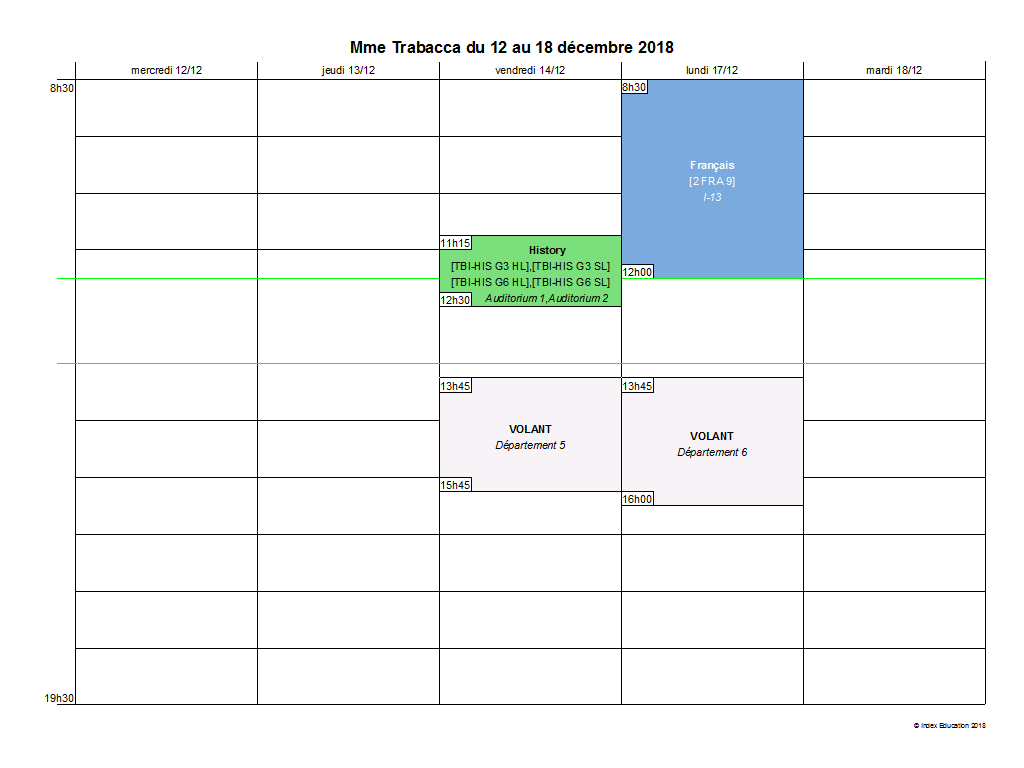 Mme Trabacca du 12 au 18 décembre 2018
mercredi 12/12
jeudi 13/12
vendredi 14/12
lundi 17/12
mardi 18/12
8h30
8h30
Français
[2 FRA 9]
I-13
12h00
11h15
History
[TBI-HIS G3 HL],[TBI-HIS G3 SL]
[TBI-HIS G6 HL],[TBI-HIS G6 SL]
12h30
Auditorium 1,Auditorium 2
13h45
VOLANT
Département 5
15h45
13h45
VOLANT
Département 6
16h00
19h30
© Index Education 2018